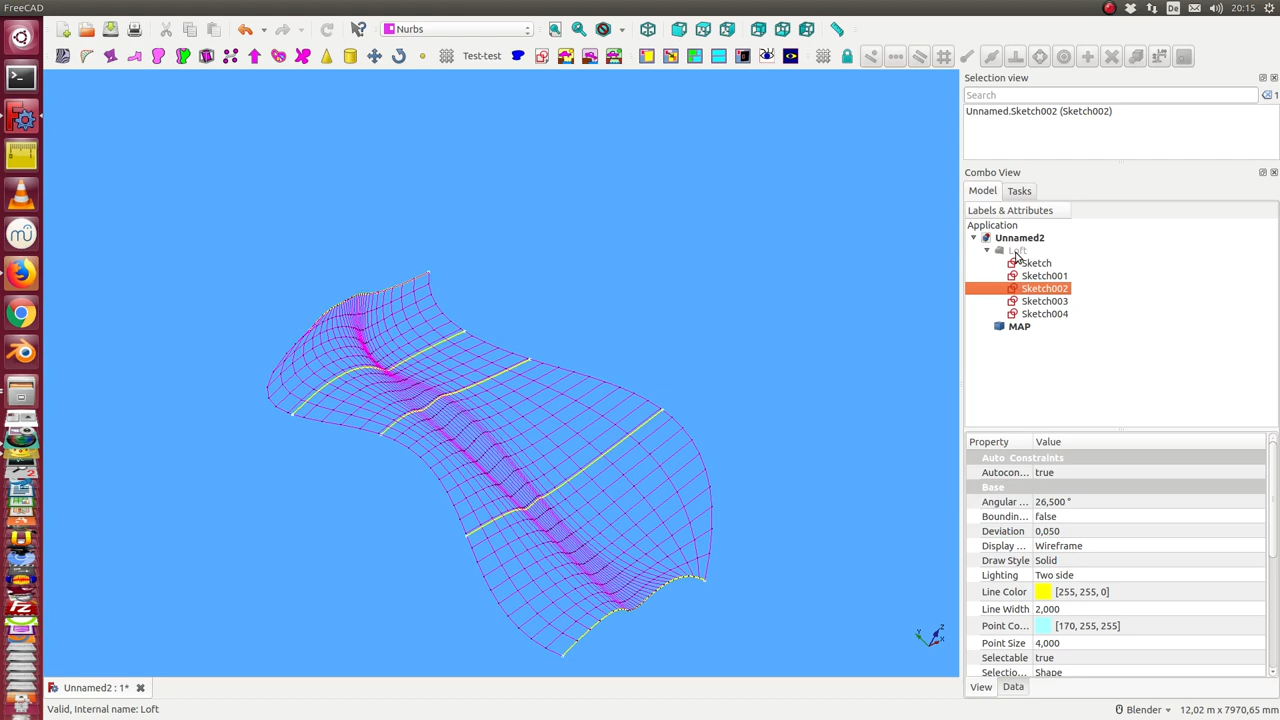 FreeCAD
De
20:15
Nurbs
Test-test
Selection view
Search
1
Unnamed.Sketch002 (Sketch002)
Combo View
Model
Tasks
Labels & Attributes
Application
Unnamed2
Loft
Sketch
Sketch001
Sketch002
Sketch003
Sketch004
MAP
Property Value
Auto Constraints
Autocon... true
Base
Angular ... 26,500 °
Boundin... false
Deviation 0,050
Display ... Wireframe
Draw Style Solid
Lighting Two side
Line Color [255, 255, 0]
Line Width 2,000
Point Co... [170, 255, 255]
Point Size 4,000
Selectable true
Selectio... Shape
View
Data
Unnamed2 : 1*
Valid, Internal name: Loft
Blender
12,02 m x 7970,65 mm